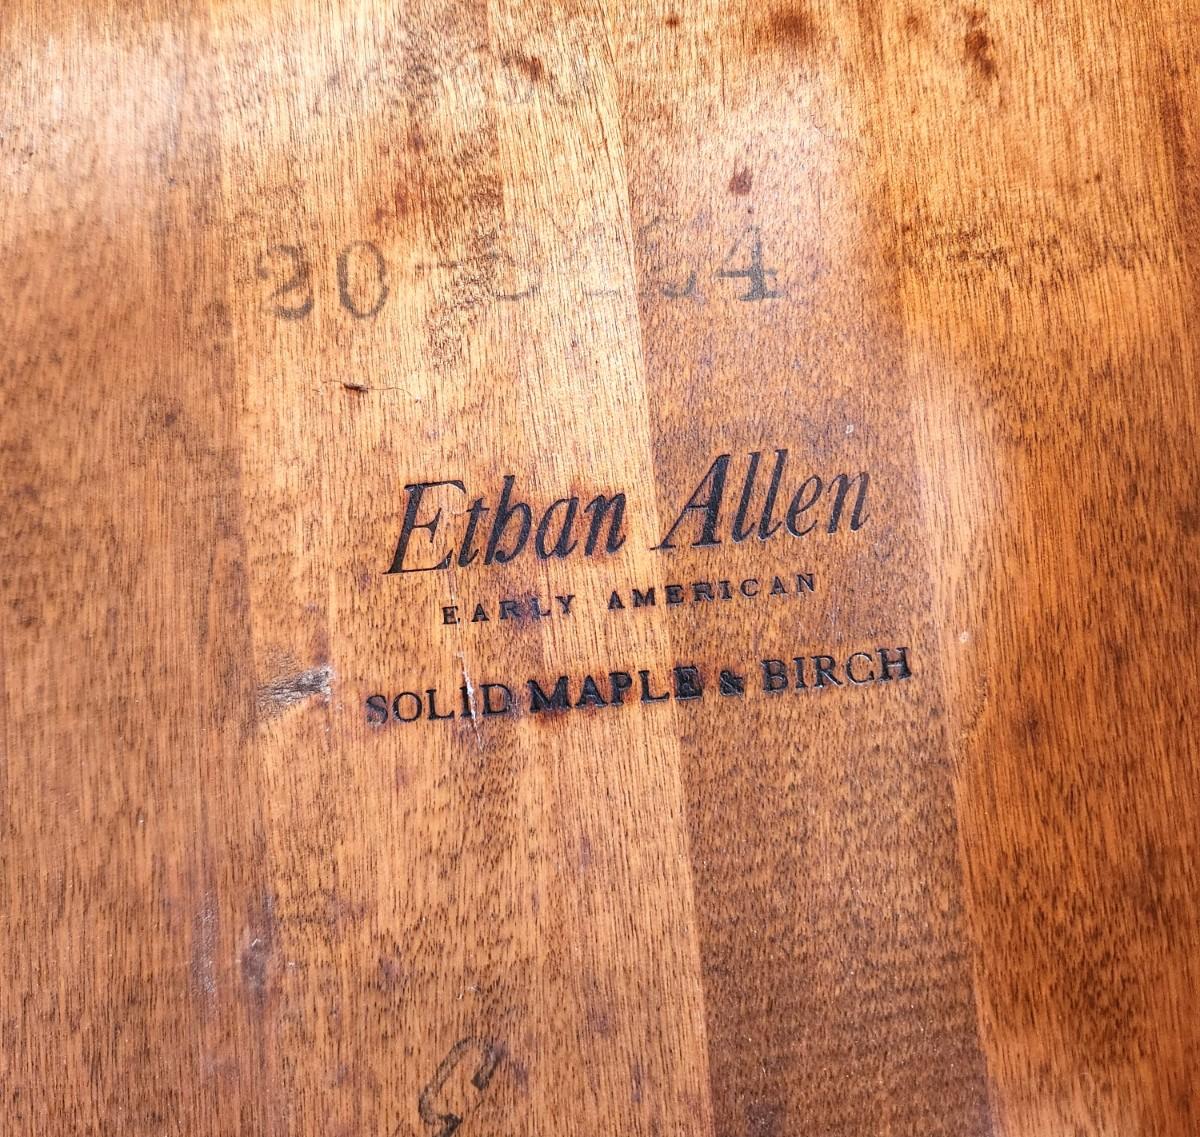 Ethan Allen
EARLY AMERICAN
SOLID MAPLE & BIRCH